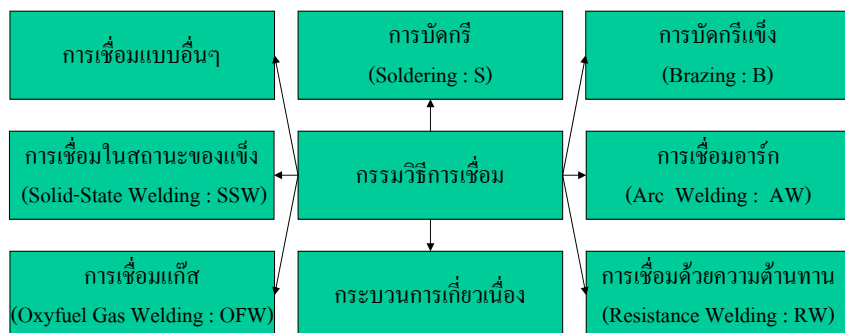 การเชื่อมแบบอื่นๆ
การบัดกรี
(Soldering : S)
การบัดกรีแข็ง
(Brazing : B)
การเชื่อมในสถานะของแข็ง
(Solid-State Welding : SSW)
กรรมวิธีการเชื่อม
การเชื่อมอาร์ก
(Arc Welding : AW)
การเชื่อมแก๊ส
(Oxyfuel Gas Welding : OFW)
กระบวนการเกี่ยวเนื่อง
การเชื่อมด้วยความต้านทาน
(Resistance Welding : RW)